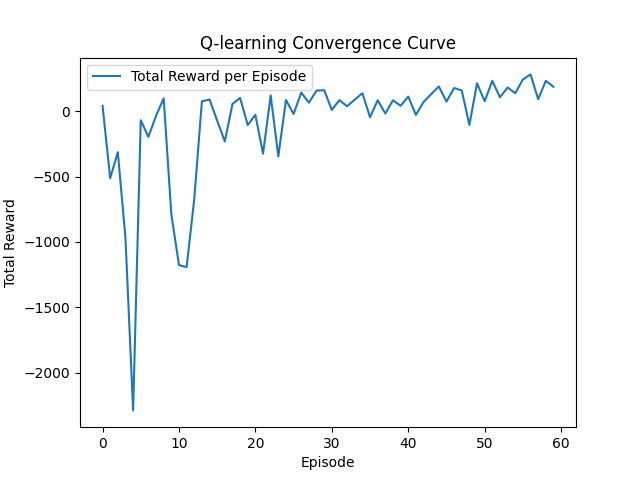 Q-learning Convergence Curve
Total Reward per Episode
Total Reward
0
−500
−1000
−1500
−2000
0 10 20 30 40 50 60
Episode